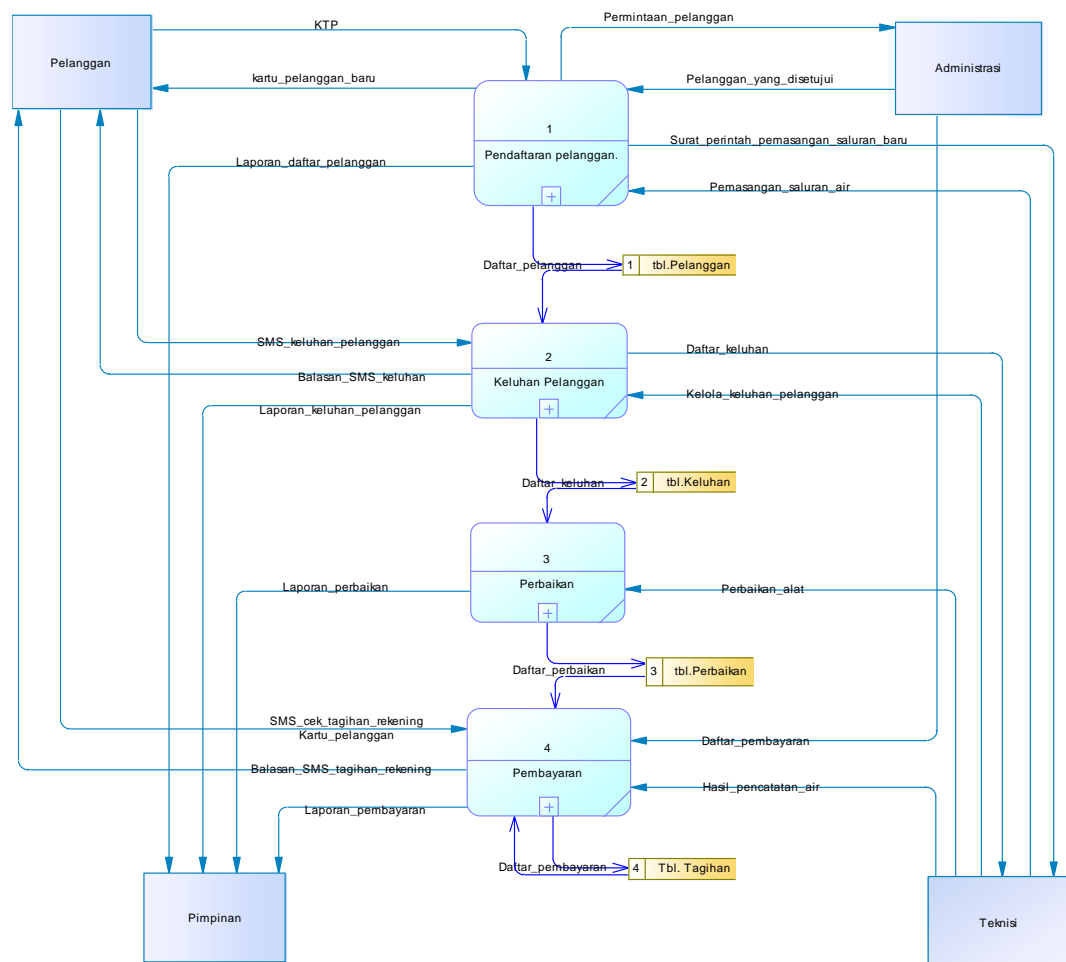 Permintaan_pelanggan
KTP
Pelanggan
Administrasi
kartu_pelanggan_baru
Pelanggan_yang_disetujui
1
Pendaftaran pelanggan.
Surat_perintah_pemasangan_saluran_baru
Laporan_daftar_pelanggan
Pemasangan_saluran_air
Daftar_pelanggan
1 tbl.Pelanggan
SMS_keluhan_pelanggan
2
Daftar_keluhan
Balasan_SMS_keluhan
Keluhan Pelanggan
Kelola_keluhan_pelanggan
Laporan_keluhan_pelanggan
Daftar_keluhan
2 tbl.Keluhan
3
Perbaikan
Laporan_perbaikan
Perbaikan_alat
Daftar_perbaikan
3 tbl.Perbaikan
SMS_cek_tagihan_rekening
Kartu_pelanggan
4
Daftar_pembayaran
Balasan_SMS_tagihan_rekening
Pembayaran
Hasil_pencatatan_air
Laporan_pembayaran
Daftar_pembayaran
4 Tbl. Tagihan
Pimpinan
Teknisi